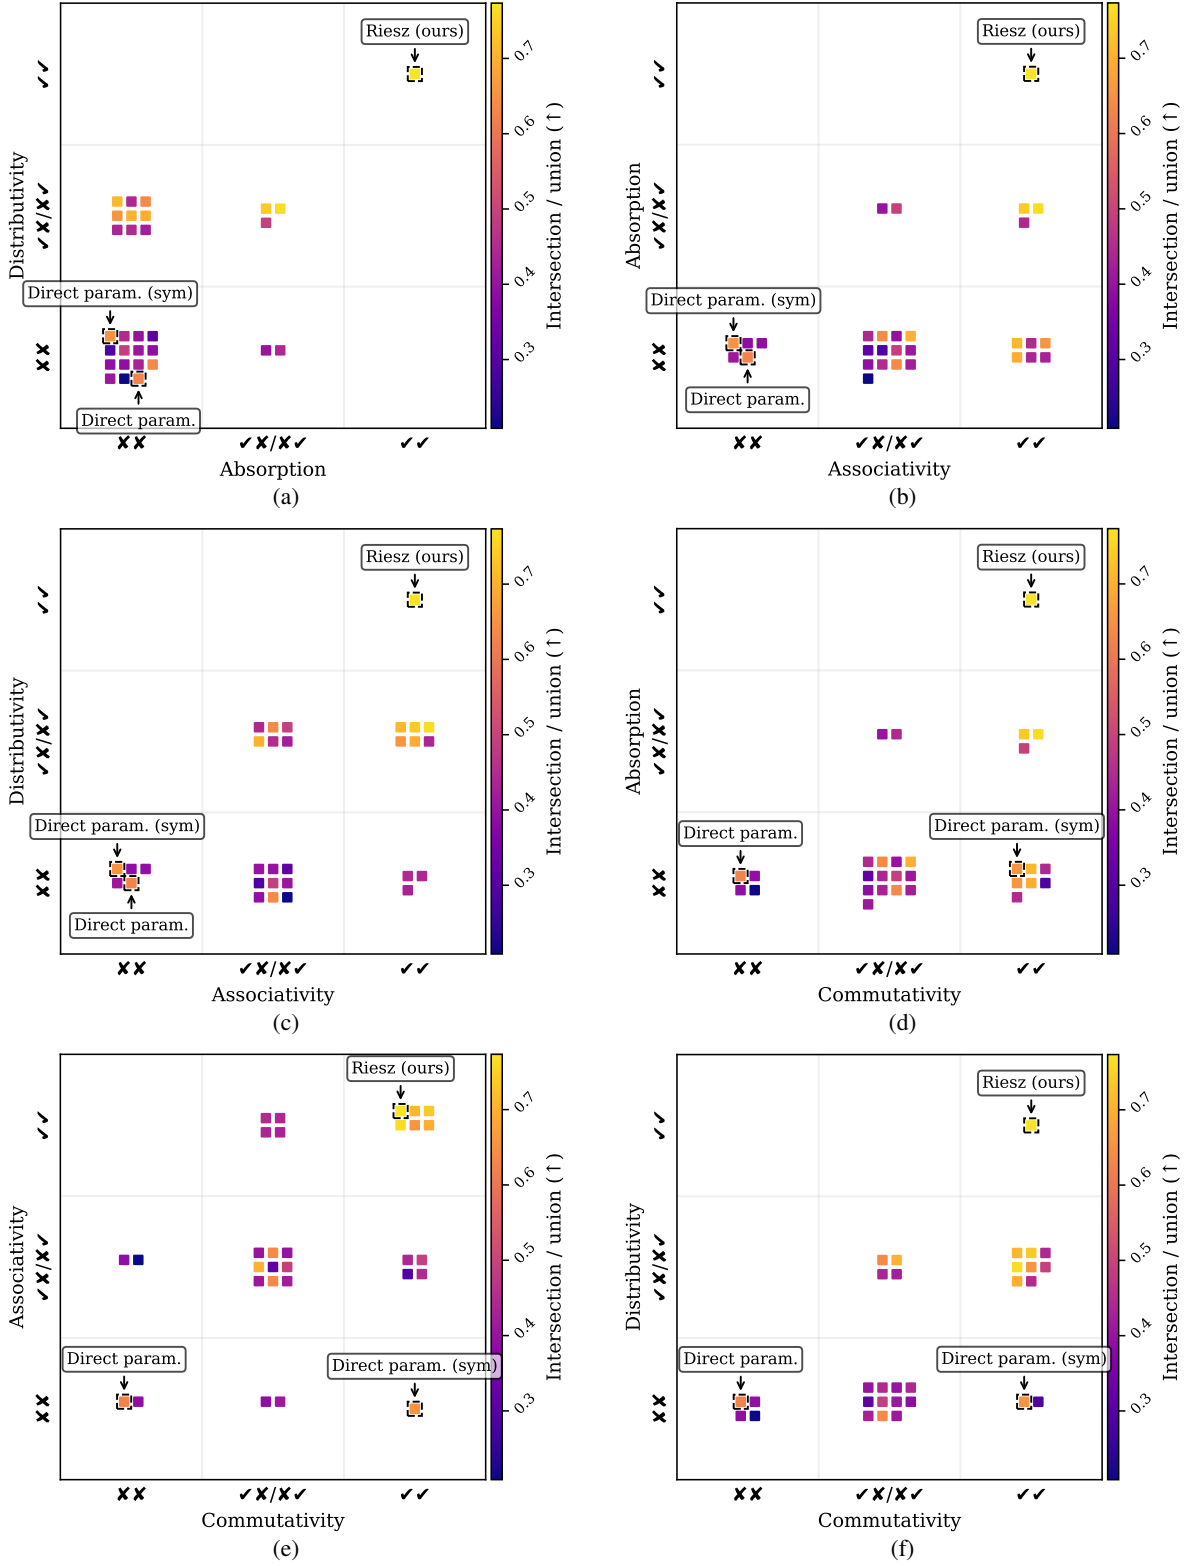 Riesz (ours)
Direct param. (sym)
Direct param.
Distributivity
✔✔
✔✘/✘✔
✘✘
✘✘
✔✘/✘✔
✔✔
Absorption
0.7
0.6
0.5
0.4
0.3
Intersection / union (↑)
(a)
Riesz (ours)
Direct param. (sym)
Direct param.
Absorption
✔✔
✔✘/✘✔
✘✘
✘✘
✔✘/✘✔
✔✔
Associativity
0.7
0.6
0.5
0.4
0.3
Intersection / union (↑)
(b)
Riesz (ours)
Direct param. (sym)
Direct param.
Distributivity
✔✔
✔✘/✘✔
✘✘
✘✘
✔✘/✘✔
✔✔
Associativity
0.7
0.6
0.5
0.4
0.3
Intersection / union (↑)
(c)
Riesz (ours)
Direct param.
Direct param. (sym)
Absorption
✔✔
✔✘/✘✔
✘✘
✘✘
✔✘/✘✔
✔✔
Commutativity
0.7
0.6
0.5
0.4
0.3
Intersection / union (↑)
(d)
Riesz (ours)
Direct param.
Direct param. (sym)
Associativity
✔✔
✔✘/✘✔
✘✘
✘✘
✔✘/✘✔
✔✔
Commutativity
0.7
0.6
0.5
0.4
0.3
Intersection / union (↑)
(e)
Riesz (ours)
Direct param.
Direct param. (sym)
Distributivity
✔✔
✔✘/✘✔
✘✘
✘✘
✔✘/✘✔
✔✔
Commutativity
0.7
0.6
0.5
0.4
0.3
Intersection / union (↑)
(f)